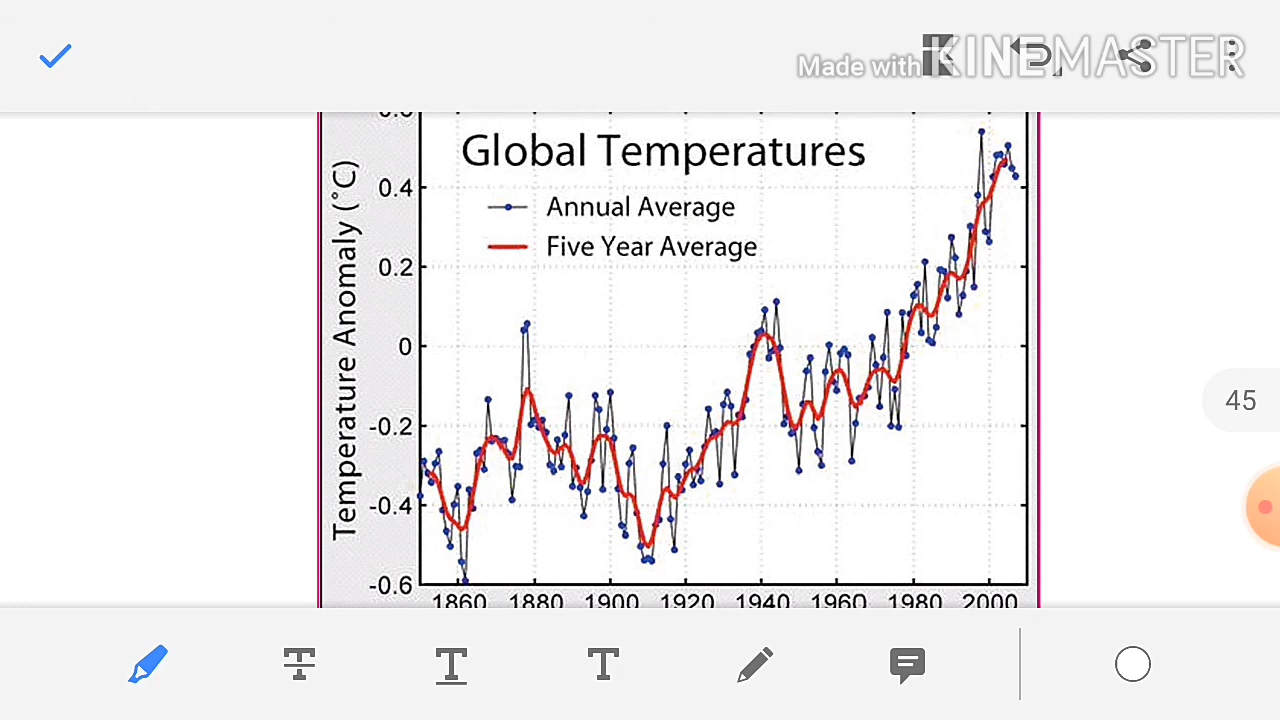 Made with KINEMASTER
Global Temperatures
Temperature Anomaly (°C)
Annual Average
Five Year Average
0.4
0.2
0
-0.2
-0.4
-0.6
1860 1880 1900 1920 1940 1960 1980 2000
45